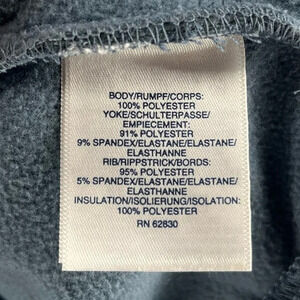 BODY/RUMPF/CORPS:
100% POLYESTER
YOKE/SCHULTERPASSE/
EMPIECEMENT:
91% POLYESTER
9% SPANDEX/ELASTANE/ELASTANE/
ELASTHANNE
RIB/RIPPSTRICK/BORDS:
95% POLYESTER
5% SPANDEX/ELASTANE/ELASTANE/
ELASTHANNE
INSULATION/ISOLIERUNG/ISOLATION:
100% POLYESTER
RN 62830